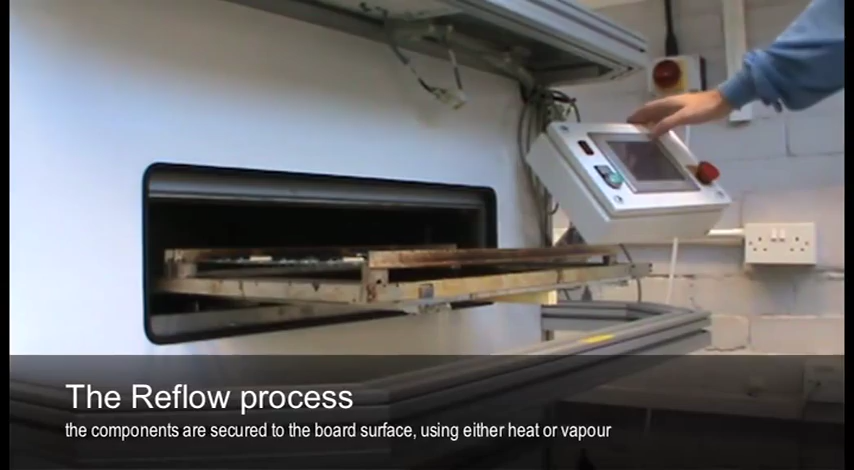 The Reflow process
the components are secured to the board surface, using either heat or vapour